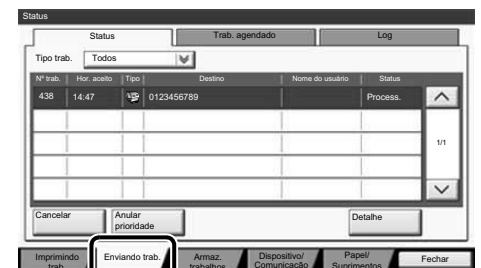 Status
Status Trab. agendado Log
Tipo trab. Todos
Nº trab. Hor. aceito Tipo Destino Nome do usuário Status
438 14:47 0123456789 Process.
1/1
Cancelar Anular prioridade Detalhe
Imprimindo trab. Enviando trab. Armaz. trabalhos Dispositivo/ Comunicação Papel/ Suprimentos Fechar